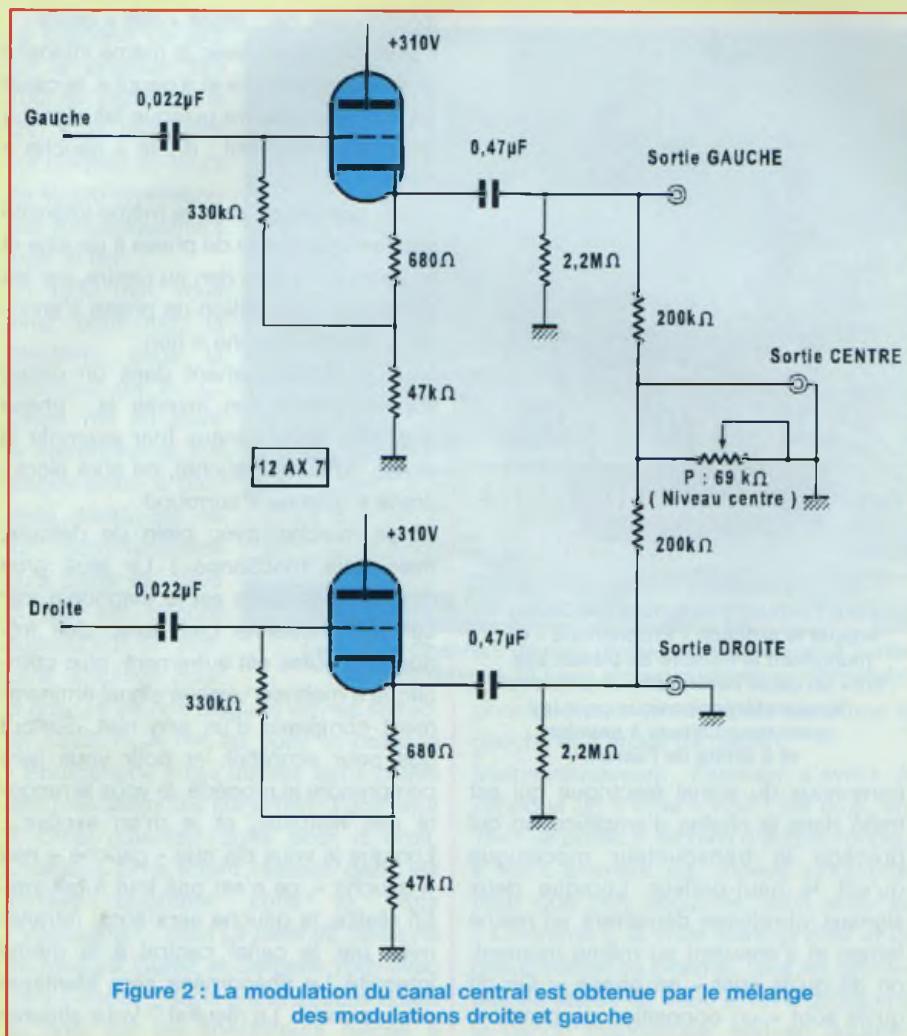 +310V
0,022µF
Gauche
0,47µF
Sortie GAUCHE
330kΩ
680Ω
2,2MΩ
200kΩ
Sortie CENTRE
47kΩ
P : 69 kΩ
( Niveau centre )
12 AX 7
+310V
200kΩ
0,022µF
Droite
0,47µF
Sortie DROITE
330kΩ
680Ω
2,2MΩ
47kΩ
Figure 2 : La modulation du canal central est obtenue par le mélange
des modulations droite et gauche